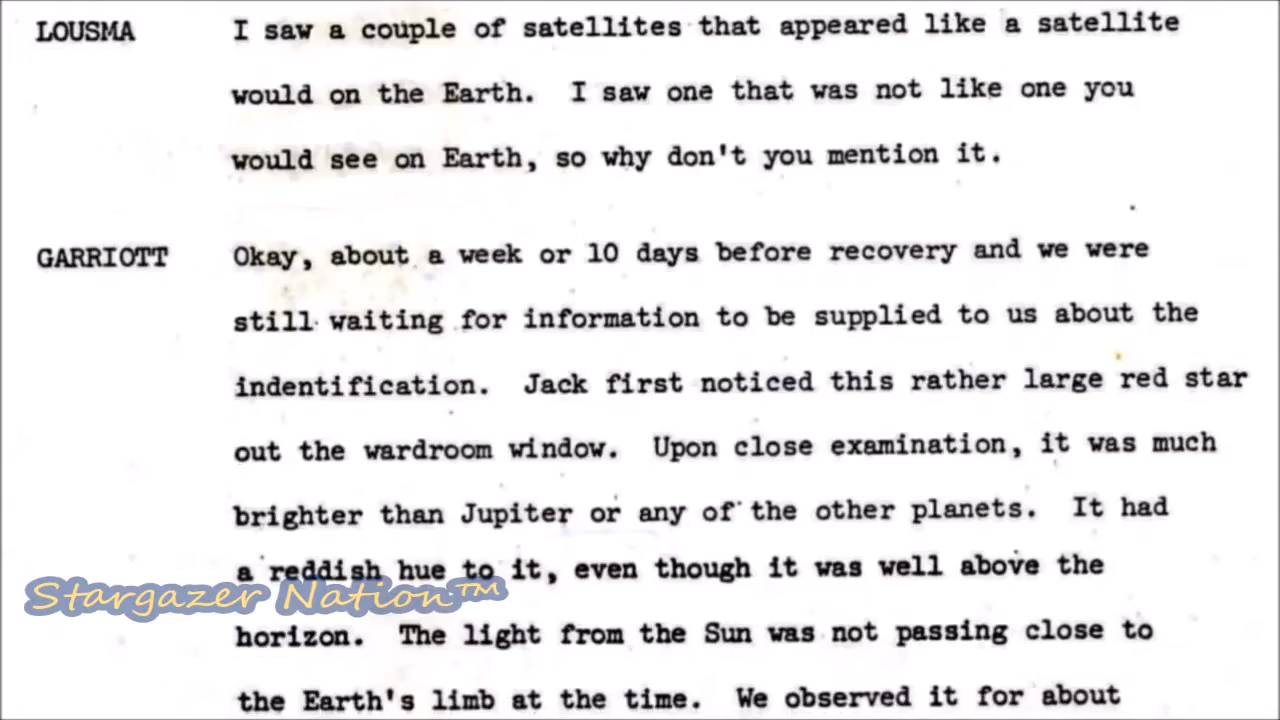 LOUSMA I saw a couple of satellites that appeared like a satellite
would on the Earth. I saw one that was not like one you
would see on Earth, so why don't you mention it.
GARRIOTT Okay, about a week or 10 days before recovery and we were
still waiting for information to be supplied to us about the
indentification. Jack first noticed this rather large red star
out the wardroom window. Upon close examination, it was much
brighter than Jupiter or any of the other planets. It had
a reddish hue to it, even though it was well above the
Stargazer Nation™
horizon. The light from the Sun was not passing close to
the Earth's limb at the time. We observed it for about